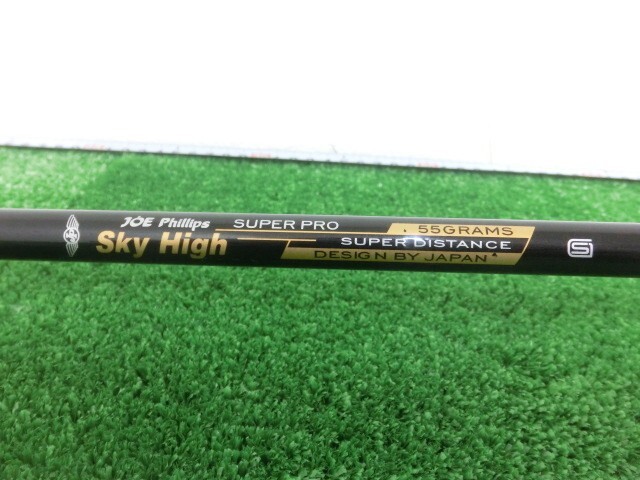 JOE Phillips
Sky High
SUPER PRO
55GRAMS
SUPER DISTANCE
DESIGN BY JAPAN
S